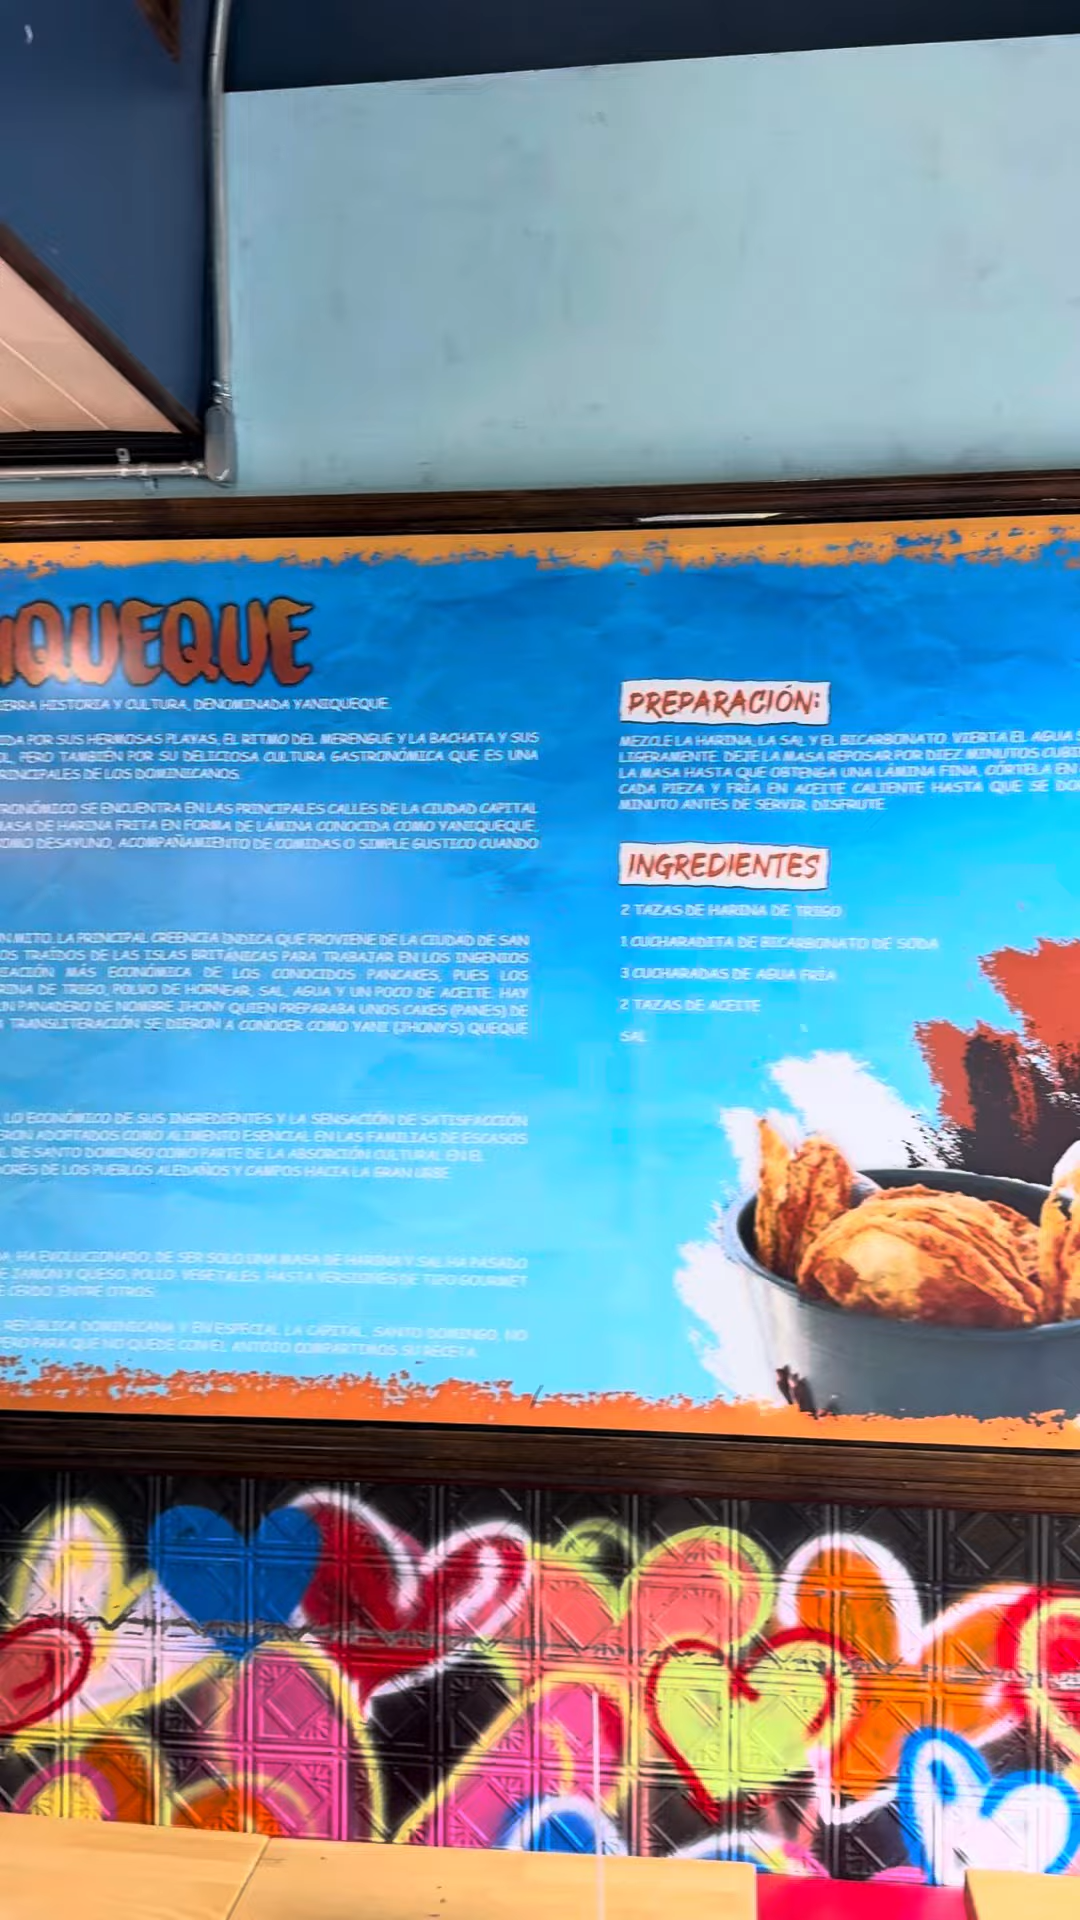 IQUEQUE
IERRA HISTORIA Y CULTURA, DENOMINADA YANIQUEQUE.
IDA POR SUS HERMOSAS PLAYAS, EL RITMO DEL MERENGUE Y LA BACHATA Y SUS
OL, PERO TAMBIÉN POR SU DELICIOSA CULTURA GASTRONÓMICA QUE ES UNA
RINCIPALES DE LOS DOMINICANOS.
TRONÓMICO SE ENCUENTRA EN LAS PRINCIPALES CALLES DE LA CIUDAD CAPITAL
MASA DE HARINA FRITA EN FORMA DE LÁMINA CONOCIDA COMO YANIQUEQUE,
OMO DESAYUNO, ACOMPAÑAMIENTO DE COMIDAS O SIMPLE GUSTICO CUANDO
N MITO. LA PRINCIPAL CREENCIA INDICA QUE PROVIENE DE LA CIUDAD DE SAN
OS TRAÍDOS DE LAS ISLAS BRITÁNICAS PARA TRABAJAR EN LOS INGENIOS
IACIÓN MÁS ECONÓMICA DE LOS CONOCIDOS PANCAKES, PUES LOS
RINA DE TRIGO, POLVO DE HORNEAR, SAL, AGUA Y UN POCO DE ACEITE. HAY
UN PANADERO DE NOMBRE JHONY QUIEN PREPARABA UNOS CAKES (PANES) DE
A TRANSLITERACIÓN SE DIERON A CONOCER COMO YANI (JHONYS) QUEQUE
LO ECONÓMICO DE SUS INGREDIENTES Y LA SENSACIÓN DE SATISFACCIÓN
RON ADOPTADOS COMO ALIMENTO ESENCIAL EN LAS FAMILIAS DE ESCASOS
L DE SANTO DOMINGO COMO PARTE DE LA ABSORCIÓN CULTURAL EN EL
ORES DE LOS PUEBLOS ALEDAÑOS Y CAMPOS HACIA LA GRAN URBE.
A HA EVOLUCIONADO, DE SER SOLO UNA MASA DE HARINA Y SAL HA PASADO
E JAMÓN Y QUESO, POLLO, VEGETALES, HASTA VERSIONES DE TIPO GOURMET
E CERDO, ENTRE OTROS.
REPÚBLICA DOMINICANA Y EN ESPECIAL LA CAPITAL, SANTO DOMINGO, NO
PERO PARA QUE NO QUEDE CON EL ANTOJO COMPARTIMOS SU RECETA.
PREPARACIÓN:
MEZCLE LA HARINA, LA SAL Y EL BICARBONATO. VIERTA EL AGUA S
LIGERAMENTE. DEJE LA MASA REPOSAR POR DIEZ MINUTOS CUBI
LA MASA HASTA QUE OBTENGA UNA LÁMINA FINA, CÓRTELA EN
CADA PIEZA Y FRÍA EN ACEITE CALIENTE HASTA QUE SE DO
MINUTO ANTES DE SERVIR. DISFRUTE.
INGREDIENTES
2 TAZAS DE HARINA DE TRIGO
1 CUCHARADITA DE BICARBONATO DE SODA
3 CUCHARADAS DE AGUA FRÍA
2 TAZAS DE ACEITE
SAL